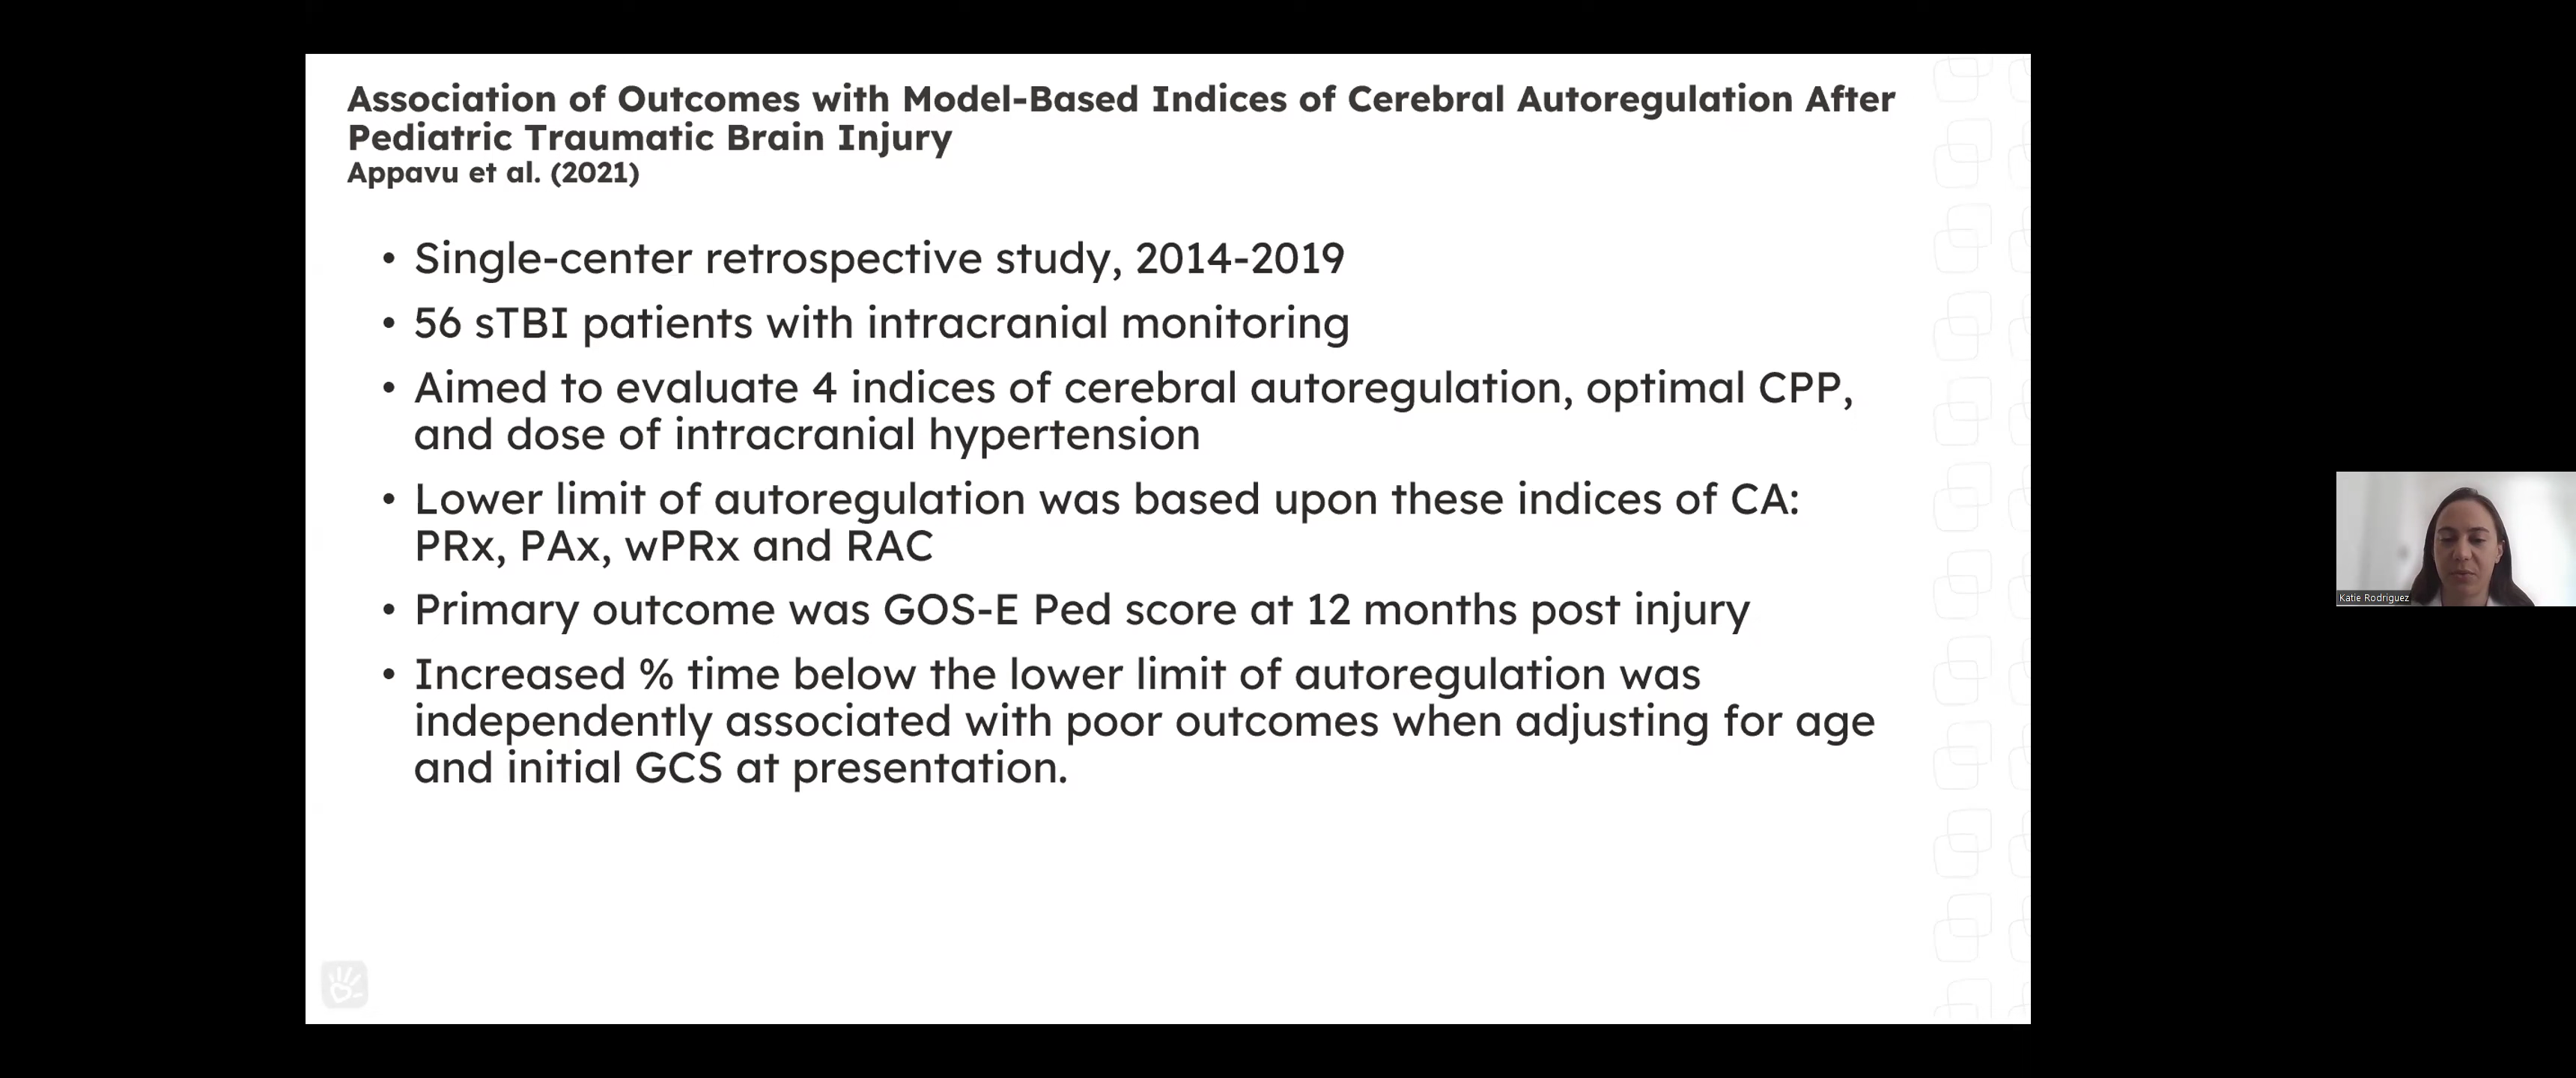 Association of Outcomes with Model-Based Indices of Cerebral Autoregulation After
Pediatric Traumatic Brain Injury
Appavu et al. (2021)
• Single-center retrospective study, 2014-2019
• 56 sTBI patients with intracranial monitoring
• Aimed to evaluate 4 indices of cerebral autoregulation, optimal CPP,
and dose of intracranial hypertension
• Lower limit of autoregulation was based upon these indices of CA:
PRx, PAx, wPRx and RAC
• Primary outcome was GOS-E Ped score at 12 months post injury
• Increased % time below the lower limit of autoregulation was
independently associated with poor outcomes when adjusting for age
and initial GCS at presentation.
Katie Rodriguez